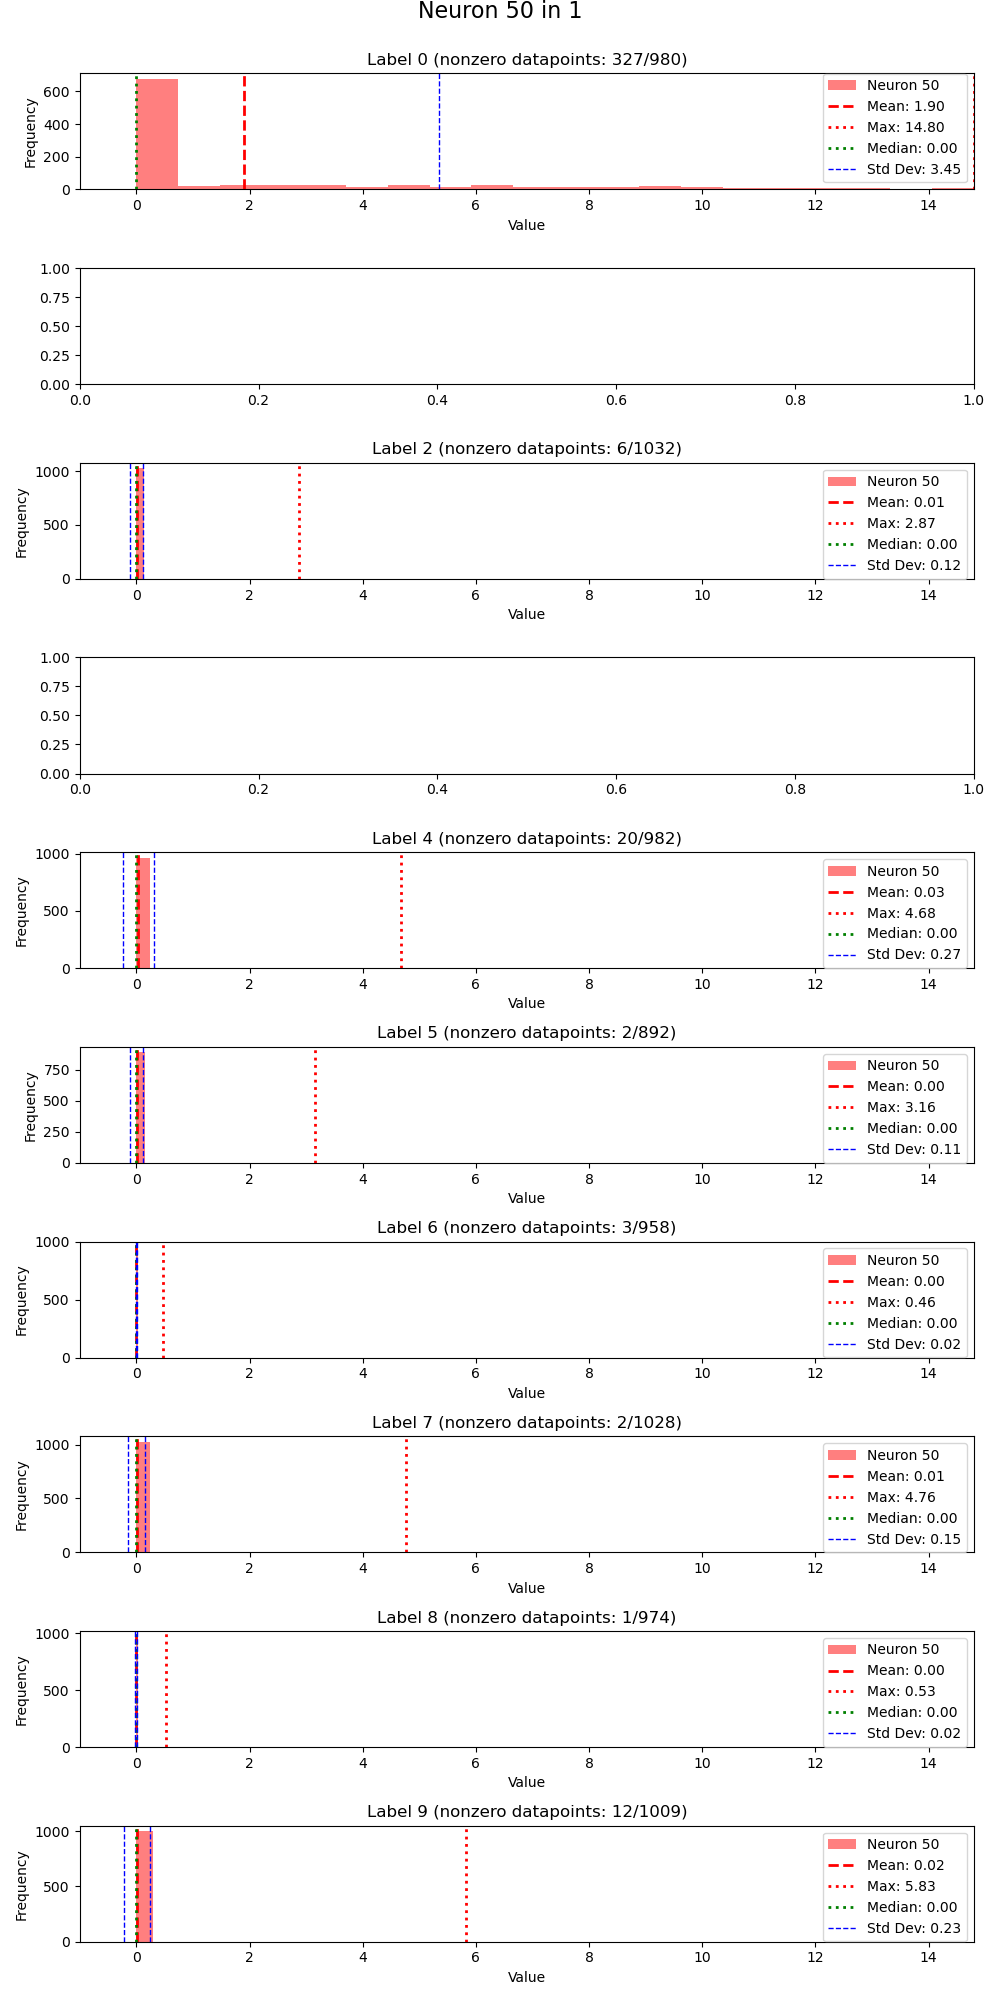 Neuron 50 in 1
Label 0 (nonzero datapoints: 327/980)
Frequency
600
400
200
0
Neuron 50
Mean: 1.90
Max: 14.80
Median: 0.00
Std Dev: 3.45
0 2 4 6 8 10 12 14
Value
1.00
0.75
0.50
0.25
0.00
0.0 0.2 0.4 0.6 0.8 1.0
Label 2 (nonzero datapoints: 6/1032)
Frequency
1000
500
0
Neuron 50
Mean: 0.01
Max: 2.87
Median: 0.00
Std Dev: 0.12
0 2 4 6 8 10 12 14
Value
1.00
0.75
0.50
0.25
0.00
0.0 0.2 0.4 0.6 0.8 1.0
Label 4 (nonzero datapoints: 20/982)
Frequency
1000
500
0
Neuron 50
Mean: 0.03
Max: 4.68
Median: 0.00
Std Dev: 0.27
0 2 4 6 8 10 12 14
Value
Label 5 (nonzero datapoints: 2/892)
Frequency
750
500
250
0
Neuron 50
Mean: 0.00
Max: 3.16
Median: 0.00
Std Dev: 0.11
0 2 4 6 8 10 12 14
Value
Label 6 (nonzero datapoints: 3/958)
Frequency
1000
500
0
Neuron 50
Mean: 0.00
Max: 0.46
Median: 0.00
Std Dev: 0.02
0 2 4 6 8 10 12 14
Value
Label 7 (nonzero datapoints: 2/1028)
Frequency
1000
500
0
Neuron 50
Mean: 0.01
Max: 4.76
Median: 0.00
Std Dev: 0.15
0 2 4 6 8 10 12 14
Value
Label 8 (nonzero datapoints: 1/974)
Frequency
1000
500
0
Neuron 50
Mean: 0.00
Max: 0.53
Median: 0.00
Std Dev: 0.02
0 2 4 6 8 10 12 14
Value
Label 9 (nonzero datapoints: 12/1009)
Frequency
1000
500
0
Neuron 50
Mean: 0.02
Max: 5.83
Median: 0.00
Std Dev: 0.23
0 2 4 6 8 10 12 14
Value